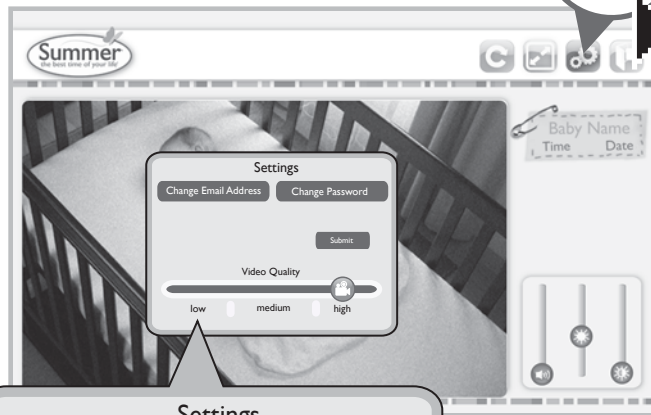 Summer
the best time of your life
Baby Name
Time Date
Settings
Change Email Address Change Password
Submit
Video Quality
low medium high
Settings